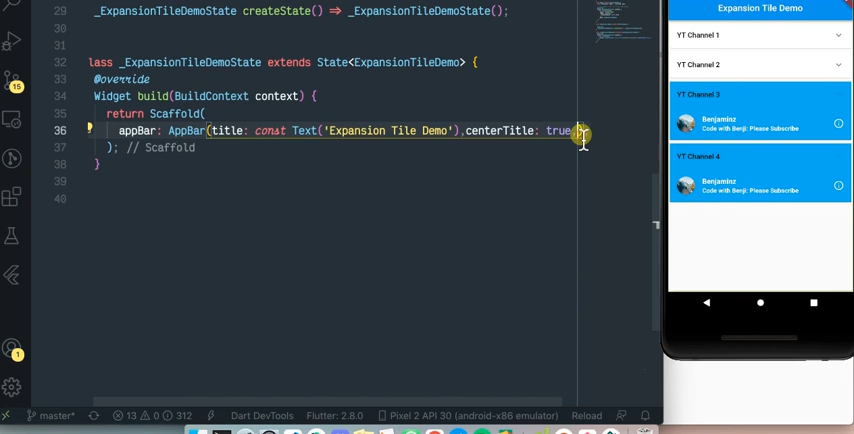 29 _ExpansionTileDemoState createState() => _ExpansionTileDemoState();
30
31
32 lass _ExpansionTileDemoState extends State<ExpansionTileDemo> {
33 @override
34 Widget build(BuildContext context) {
35 return Scaffold(
36 appBar: AppBar(title: const Text('Expansion Tile Demo'),centerTitle: true
37 ); // Scaffold
38 }
39
40
15
1
master*
13 0 312
Dart DevTools
Flutter: 2.8.0
Pixel 2 API 30 (android-x86 emulator)
Reload
Expansion Tile Demo
YT Channel 1
YT Channel 2
YT Channel 3
Benjaminz
Code with Benji: Please Subscribe
YT Channel 4
Benjaminz
Code with Benji: Please Subscribe